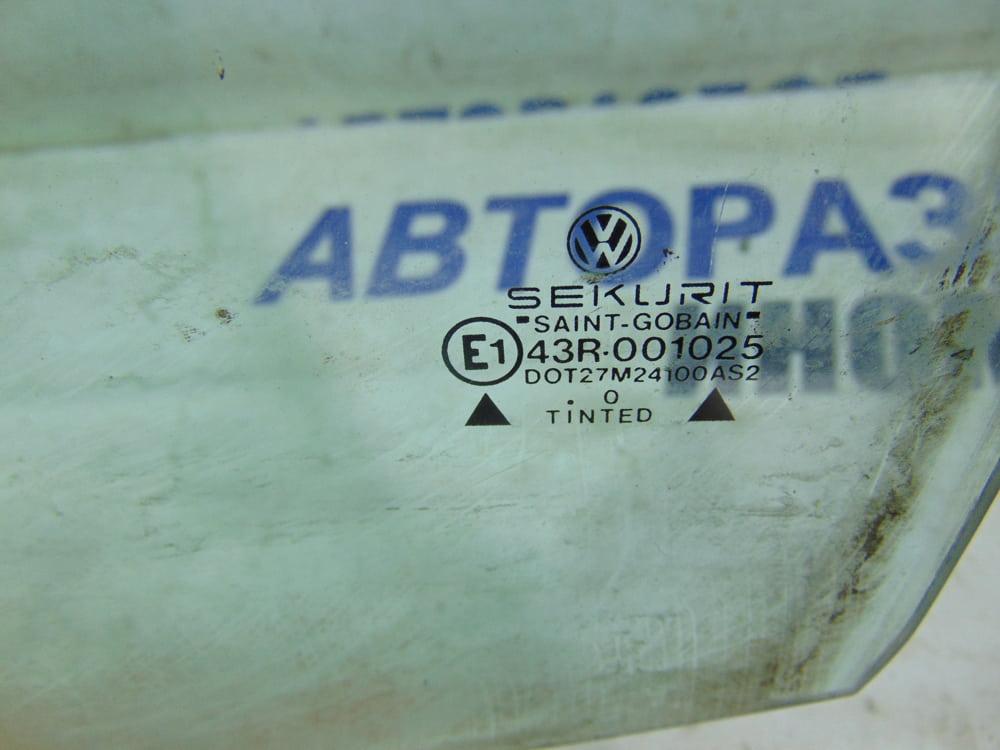 АВТОРАЗ
SEKURIT
SAINT-GOBAIN
E1 43R-001025
DOT27M24100AS2
0
TiNTED